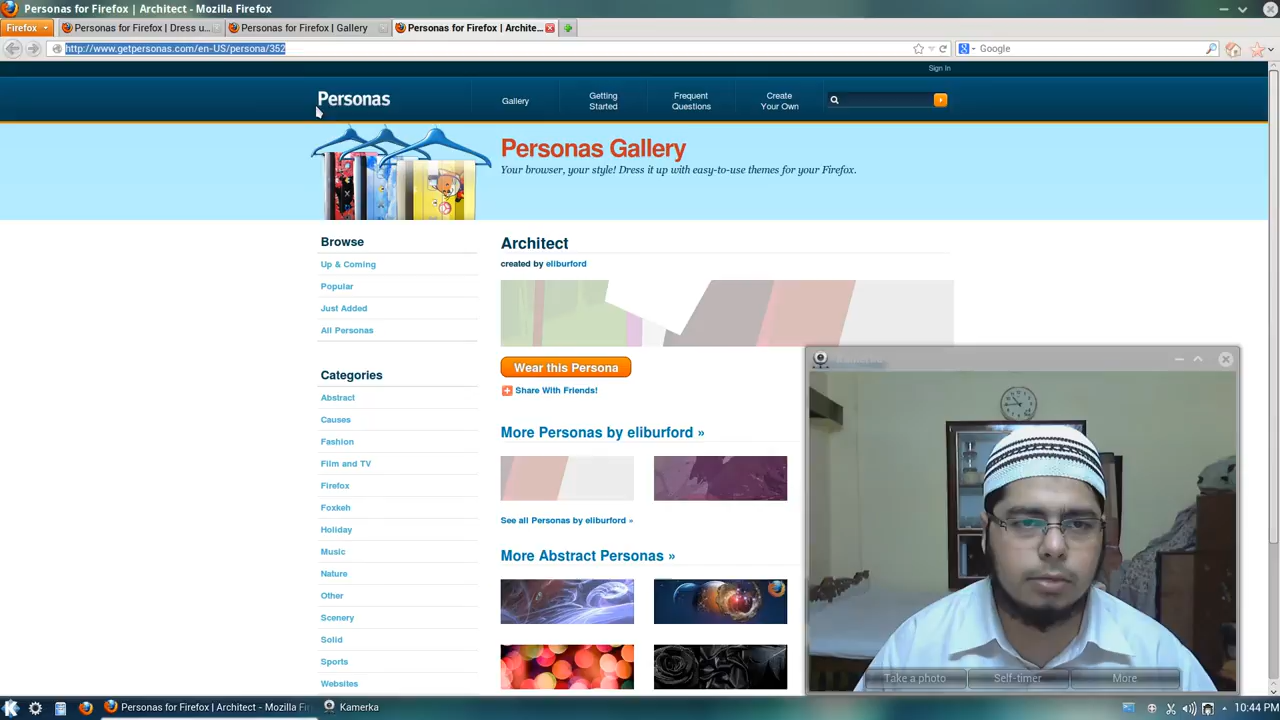 Personas for Firefox | Architect - Mozilla Firefox
Firefox
Personas for Firefox | Dress u...
Personas for Firefox | Gallery
Personas for Firefox | Archite...
http://www.getpersonas.com/en-US/persona/352
Google
Sign In
Personas
Gallery
Getting Started
Frequent Questions
Create Your Own
Personas Gallery
Your browser, your style! Dress it up with easy-to-use themes for your Firefox.
Browse
Up & Coming
Popular
Just Added
All Personas
Categories
Abstract
Causes
Fashion
Film and TV
Firefox
Foxkeh
Holiday
Music
Nature
Other
Scenery
Solid
Sports
Websites
Architect
created by eliburford
Wear this Persona
Share With Friends!
More Personas by eliburford »
See all Personas by eliburford »
More Abstract Personas »
Take a photo
Self-timer
More
Personas for Firefox | Architect - Mozilla Fir
Kamerka
10:44 PM